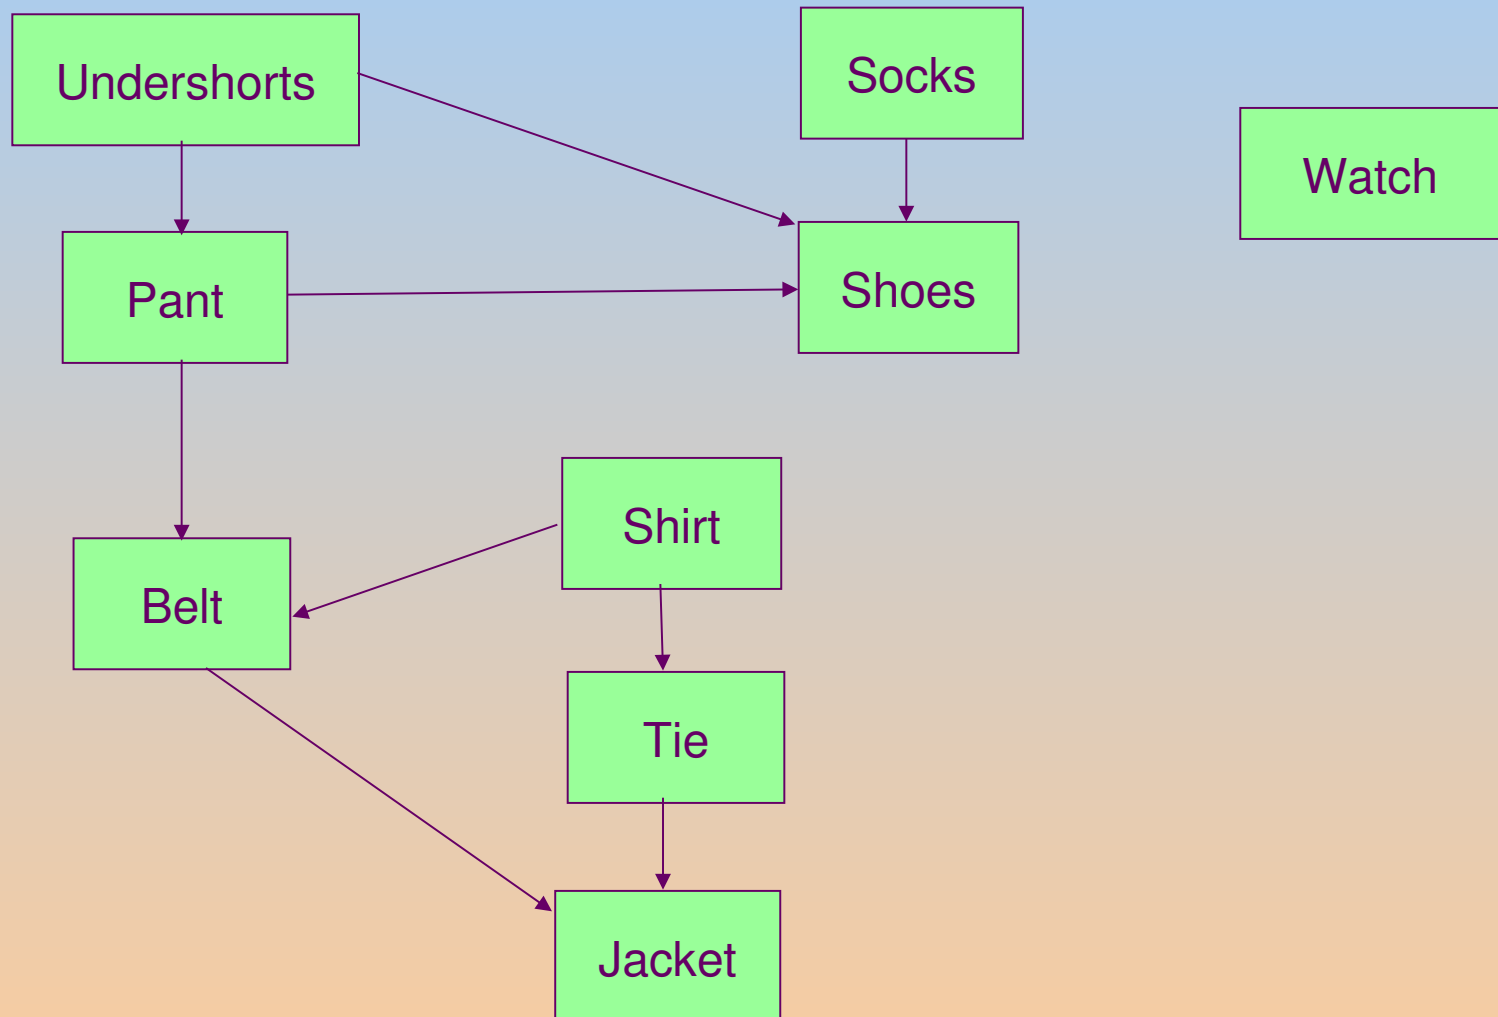 Undershorts
Socks
Watch
Pant
Shoes
Shirt
Belt
Tie
Jacket